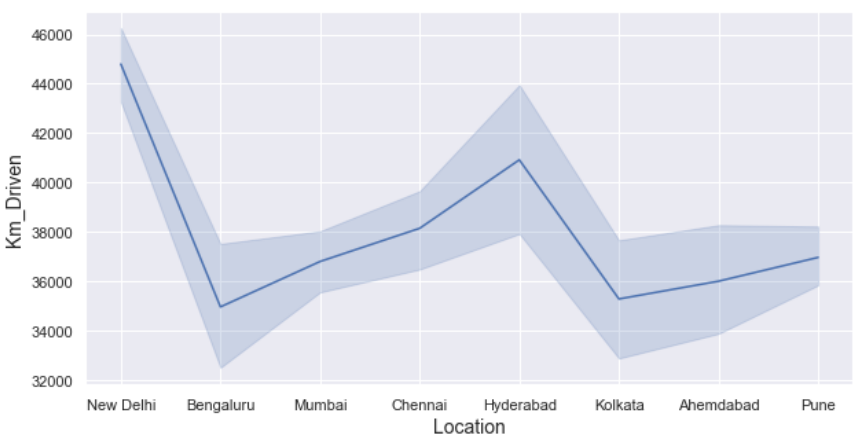 46000
44000
42000
40000
38000
36000
34000
32000
Km_Driven
New Delhi Bengaluru Mumbai Chennai Hyderabad Kolkata Ahemdabad Pune
Location